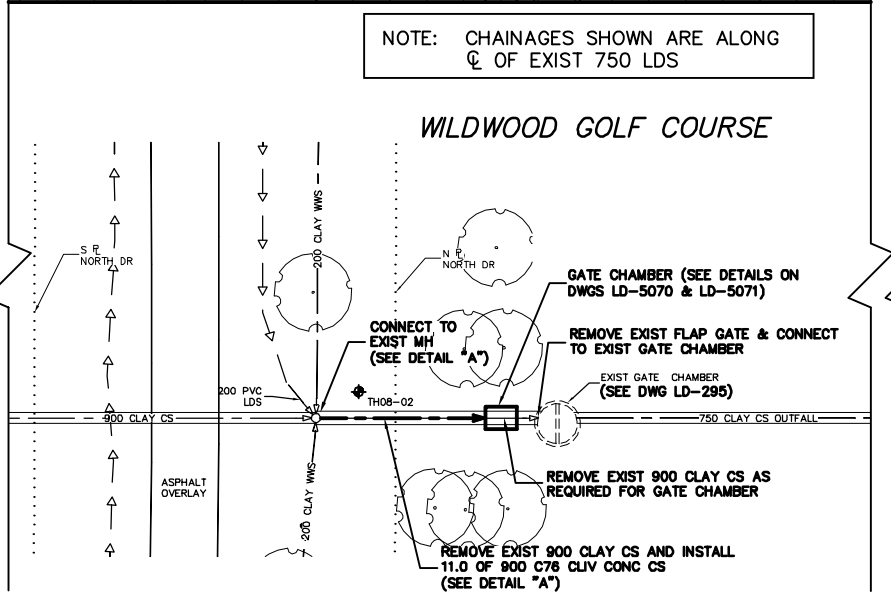 NOTE: CHAINAGES SHOWN ARE ALONG
℄ OF EXIST 750 LDS
WILDWOOD GOLF COURSE
200 CLAY WWS
S ⅊
NORTH DR
N ⅊
NORTH DR
GATE CHAMBER (SEE DETAILS ON
DWGS LD-5070 & LD-5071)
CONNECT TO
EXIST MH
(SEE DETAIL "A")
REMOVE EXIST FLAP GATE & CONNECT
TO EXIST GATE CHAMBER
EXIST GATE CHAMBER
(SEE DWG LD-295)
200 PVC
LDS
TH08-02
900 CLAY CS
750 CLAY CS OUTFALL
ASPHALT
OVERLAY
200 CLAY WWS
REMOVE EXIST 900 CLAY CS AS
REQUIRED FOR GATE CHAMBER
REMOVE EXIST 900 CLAY CS AND INSTALL
11.0 OF 900 C76 CLIV CONC CS
(SEE DETAIL "A")